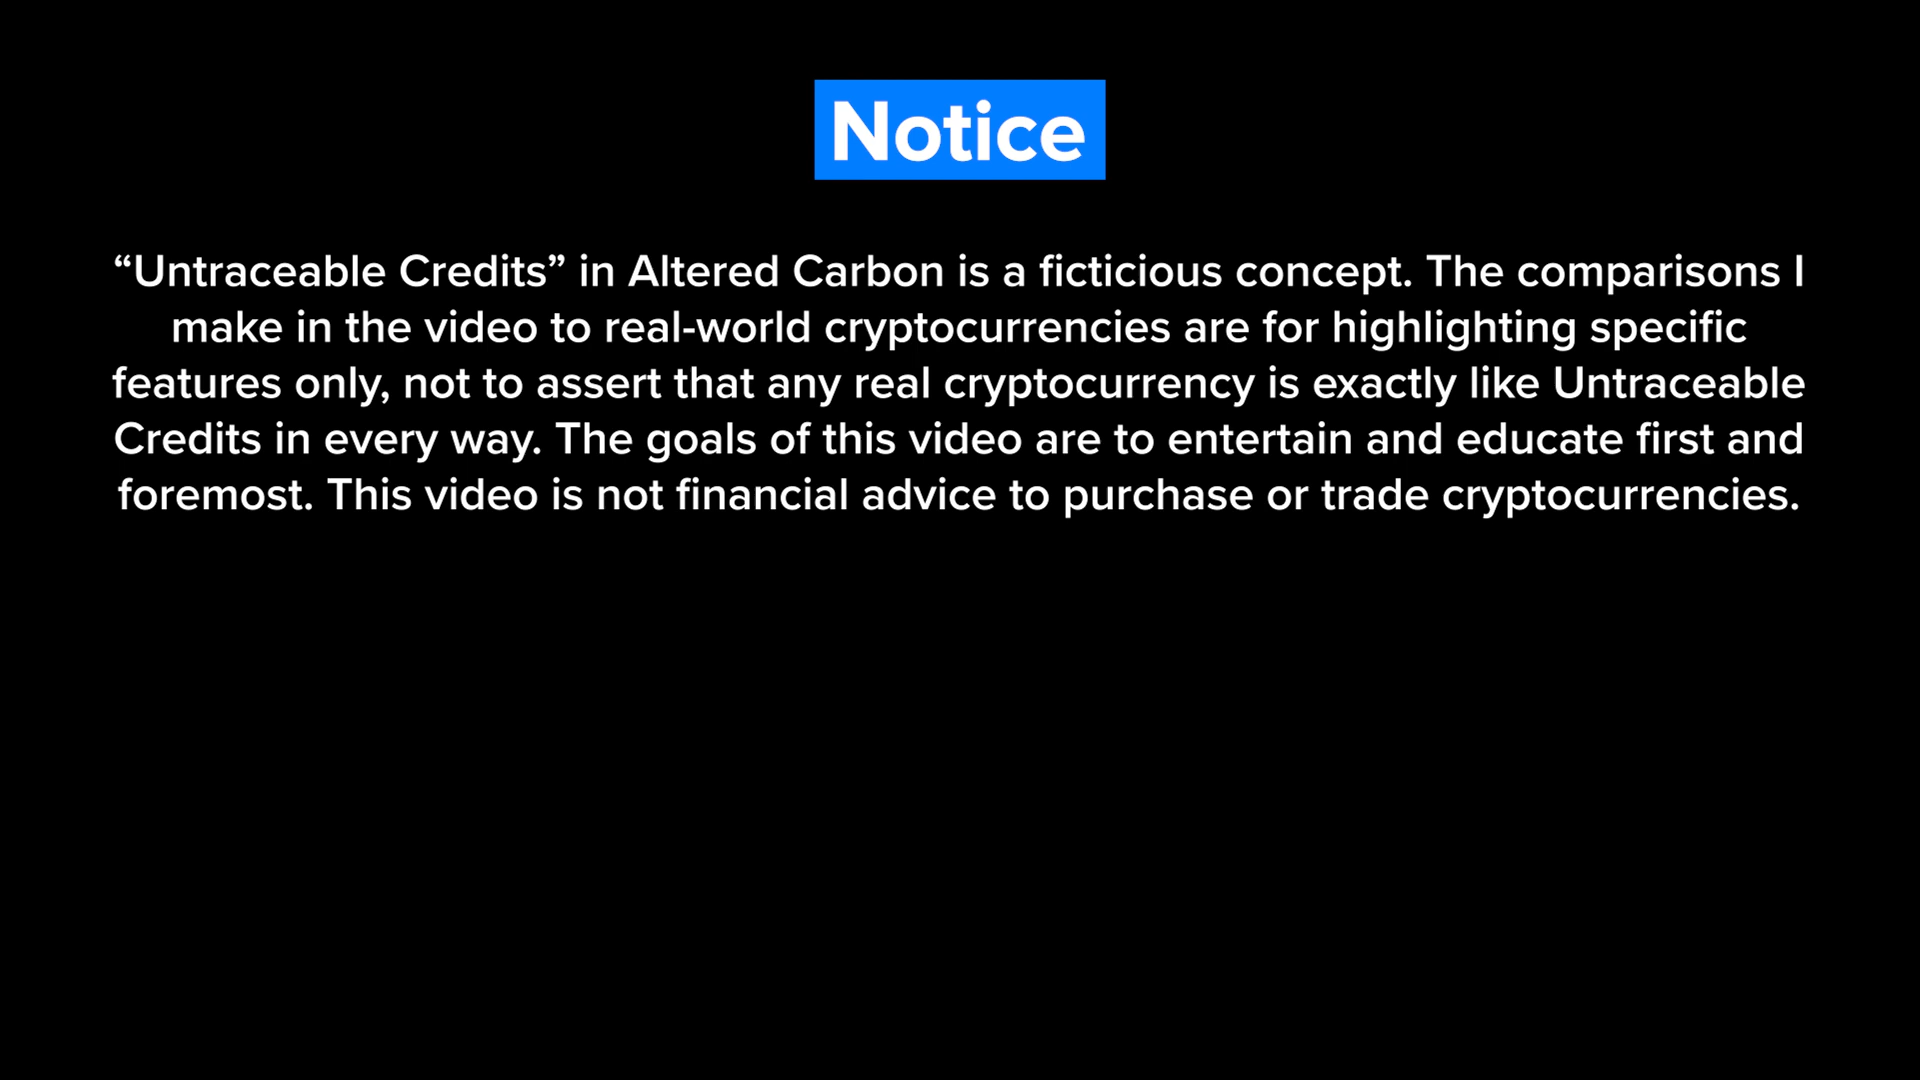 Notice
“Untraceable Credits” in Altered Carbon is a ficticious concept. The comparisons I
make in the video to real-world cryptocurrencies are for highlighting specific
features only, not to assert that any real cryptocurrency is exactly like Untraceable
Credits in every way. The goals of this video are to entertain and educate first and
foremost. This video is not financial advice to purchase or trade cryptocurrencies.